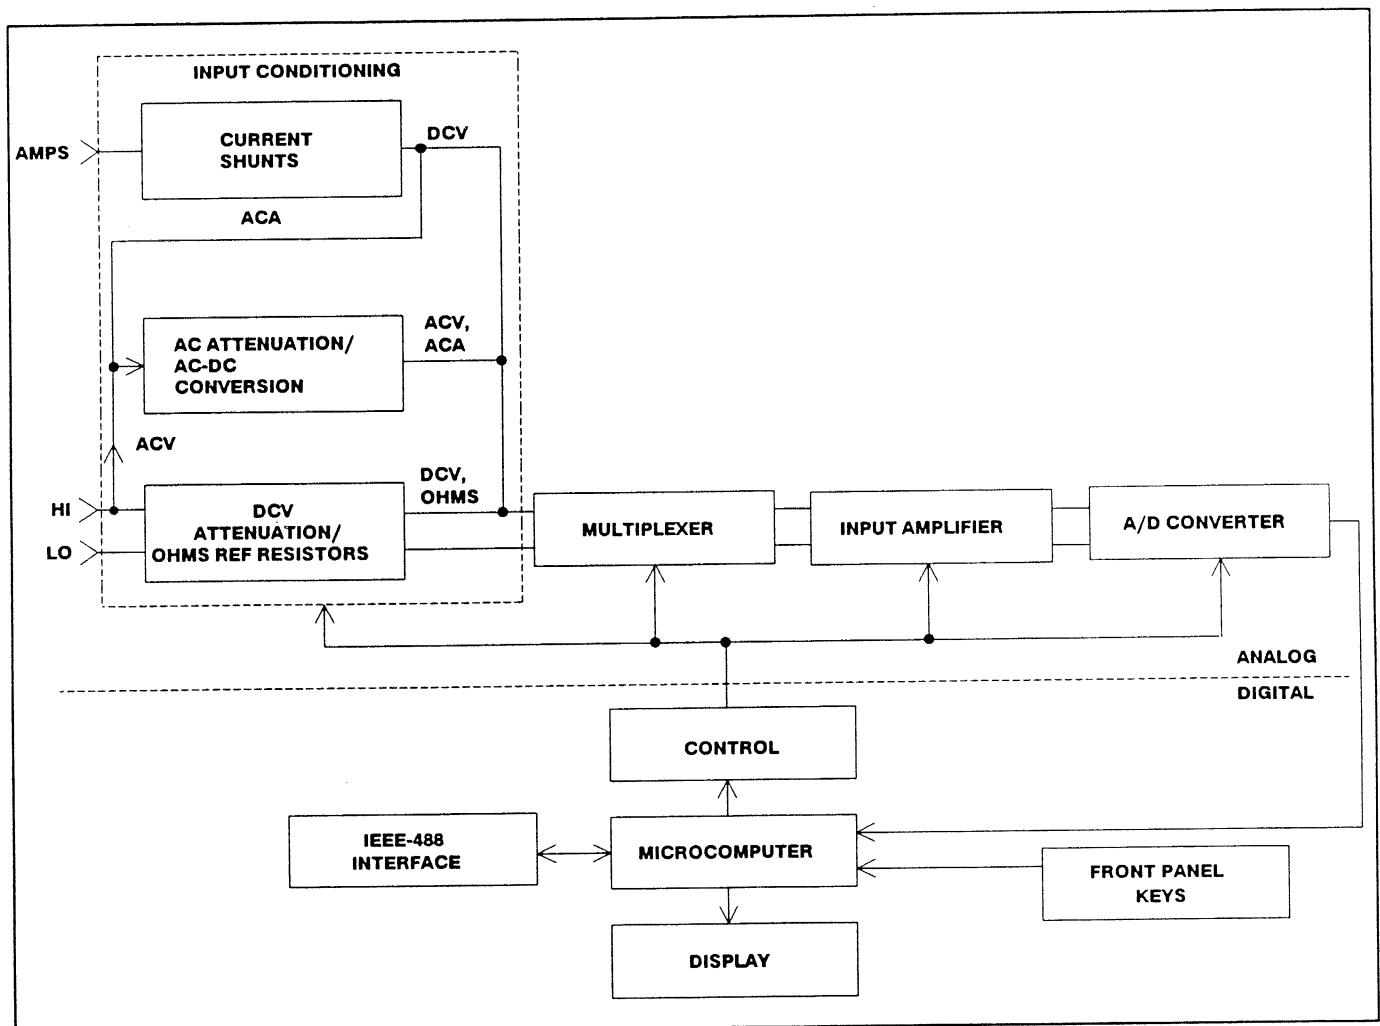 INPUT CONDITIONING
AMPS
CURRENT
SHUNTS
DCV
ACA
AC ATTENUATION/
AC-DC
CONVERSION
ACV,
ACA
ACV
HI
LO
DCV
ATTENUATION/
OHMS REF RESISTORS
DCV,
OHMS
MULTIPLEXER
INPUT AMPLIFIER
A/D CONVERTER
ANALOG
DIGITAL
CONTROL
IEEE-488
INTERFACE
MICROCOMPUTER
FRONT PANEL
KEYS
DISPLAY